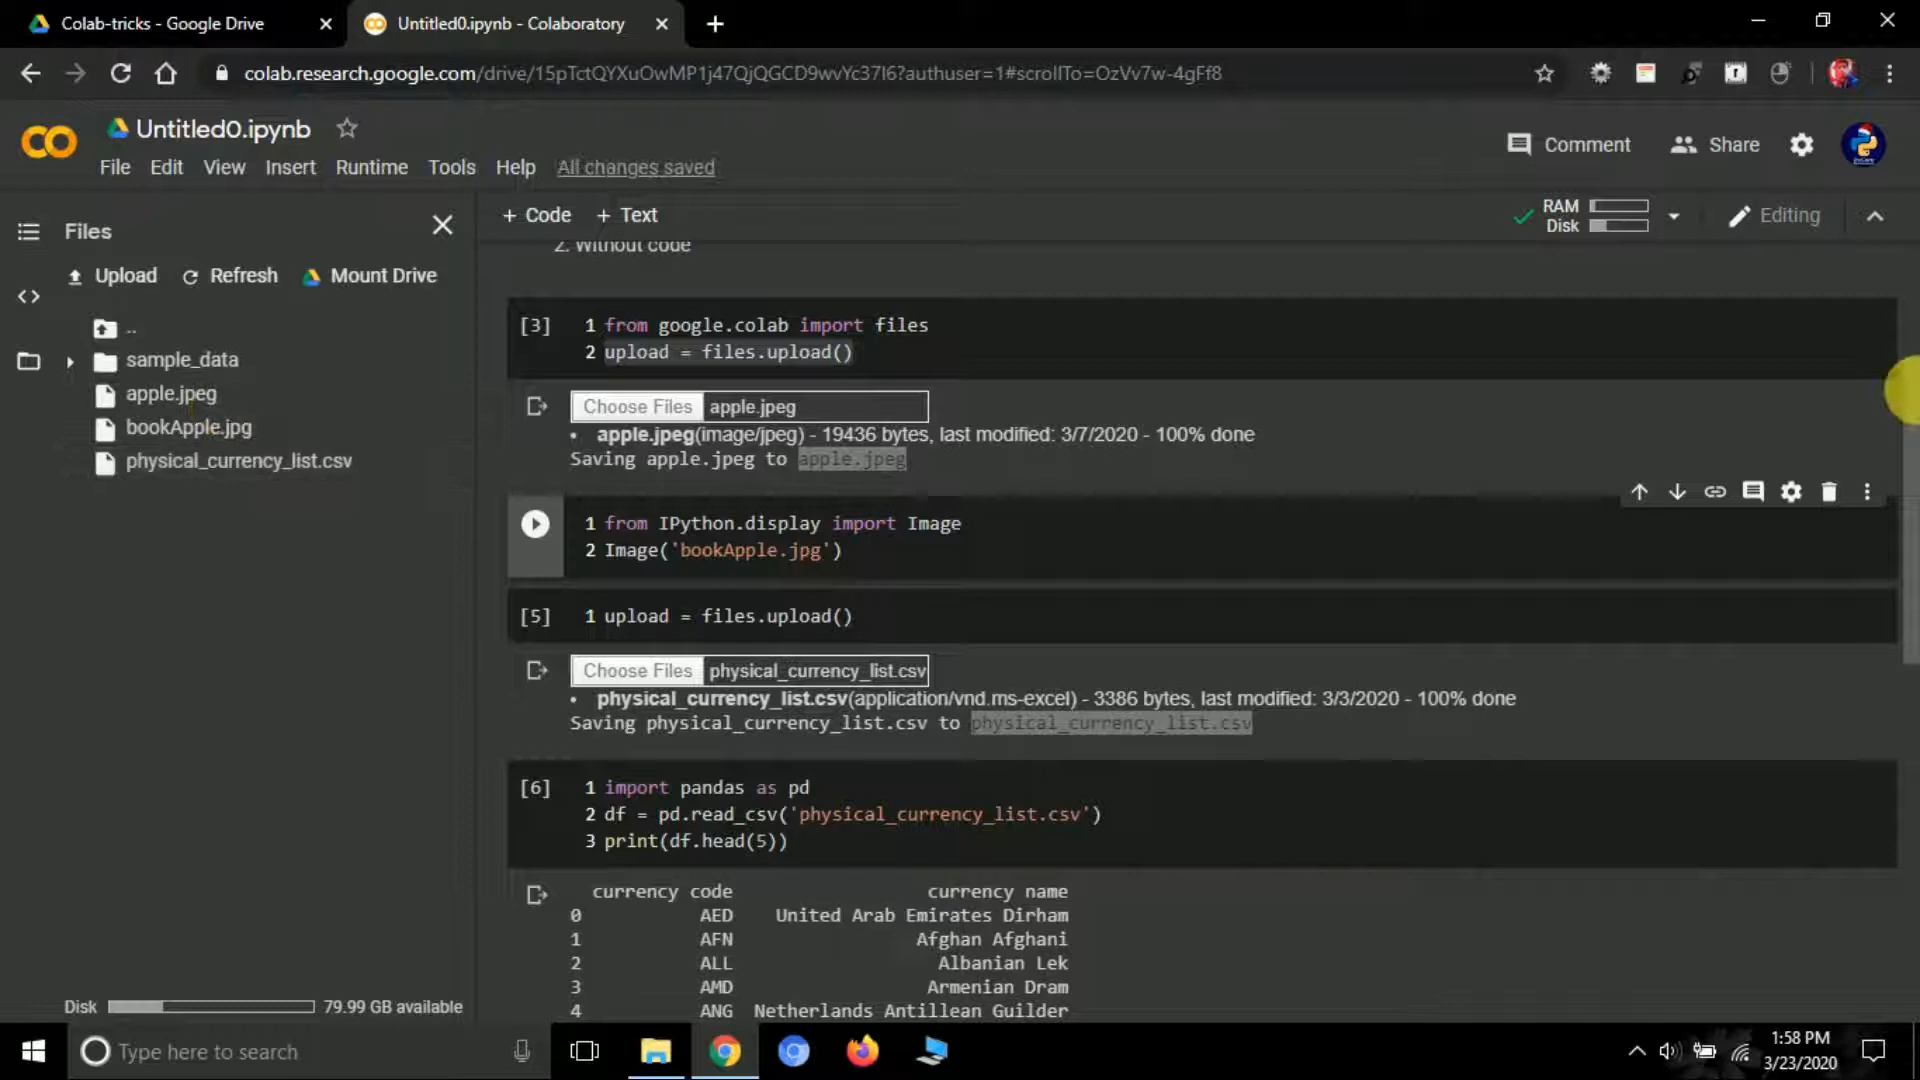 Colab-tricks - Google Drive
Untitled0.ipynb - Colaboratory
colab.research.google.com/drive/15pTctQYXuOwMP1j47QjQGCD9wvYc37I6?authuser=1#scrollTo=OzVv7w-4gFf8
CO Untitled0.ipynb
File Edit View Insert Runtime Tools Help All changes saved
Comment Share
Files
Upload Refresh Mount Drive
..
sample_data
apple.jpeg
bookApple.jpg
physical_currency_list.csv
Disk 79.99 GB available
+ Code + Text
RAM
Disk
Editing
2. Without code
[3] 1 from google.colab import files
2 upload = files.upload()
Choose Files apple.jpeg
• apple.jpeg(image/jpeg) - 19436 bytes, last modified: 3/7/2020 - 100% done
Saving apple.jpeg to apple.jpeg
1 from IPython.display import Image
2 Image('bookApple.jpg')
[5] 1 upload = files.upload()
Choose Files physical_currency_list.csv
• physical_currency_list.csv(application/vnd.ms-excel) - 3386 bytes, last modified: 3/3/2020 - 100% done
Saving physical_currency_list.csv to physical_currency_list.csv
[6] 1 import pandas as pd
2 df = pd.read_csv('physical_currency_list.csv')
3 print(df.head(5))
currency code currency name
0 AED United Arab Emirates Dirham
1 AFN Afghan Afghani
2 ALL Albanian Lek
3 AMD Armenian Dram
4 ANG Netherlands Antillean Guilder
Type here to search
1:58 PM
3/23/2020